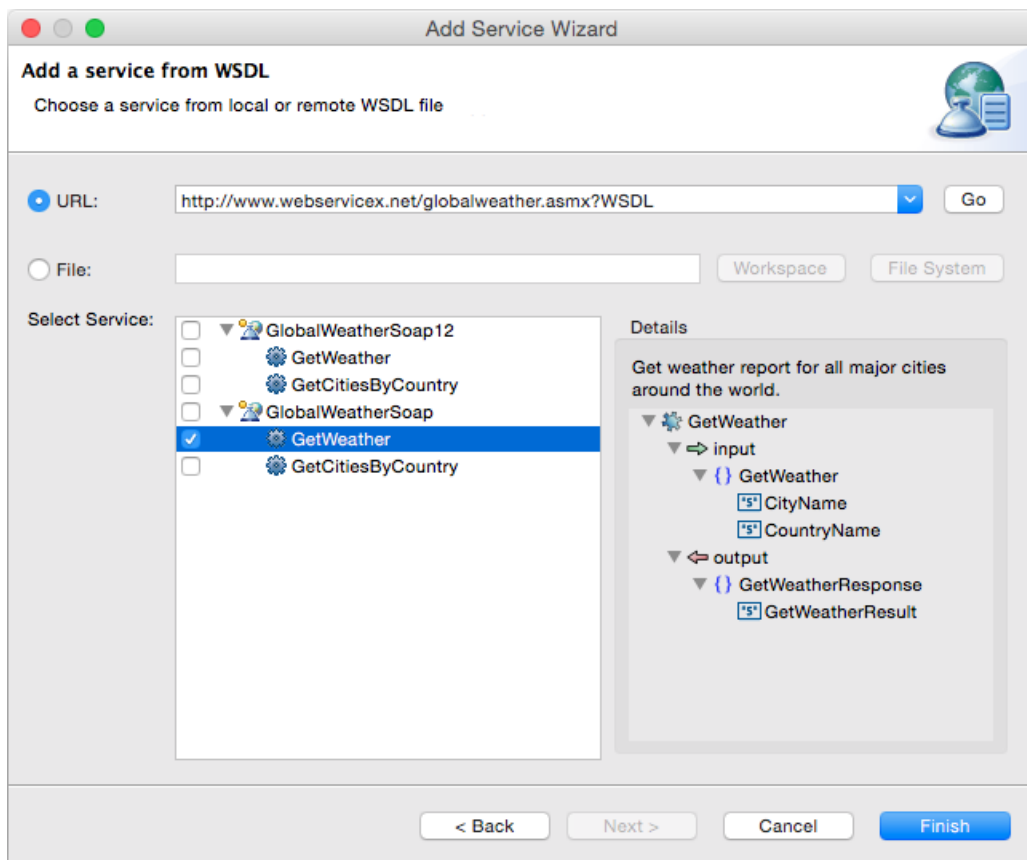 Add Service Wizard
Add a service from WSDL
Choose a service from local or remote WSDL file
URL:
http://www.webservicex.net/globalweather.asmx?WSDL
Go
File:
Workspace
File System
Select Service:
GlobalWeatherSoap12
GetWeather
GetCitiesByCountry
GlobalWeatherSoap
GetWeather
GetCitiesByCountry
Details
Get weather report for all major cities
around the world.
GetWeather
input
{} GetWeather
"S" CityName
"S" CountryName
output
{} GetWeatherResponse
"S" GetWeatherResult
< Back
Next >
Cancel
Finish